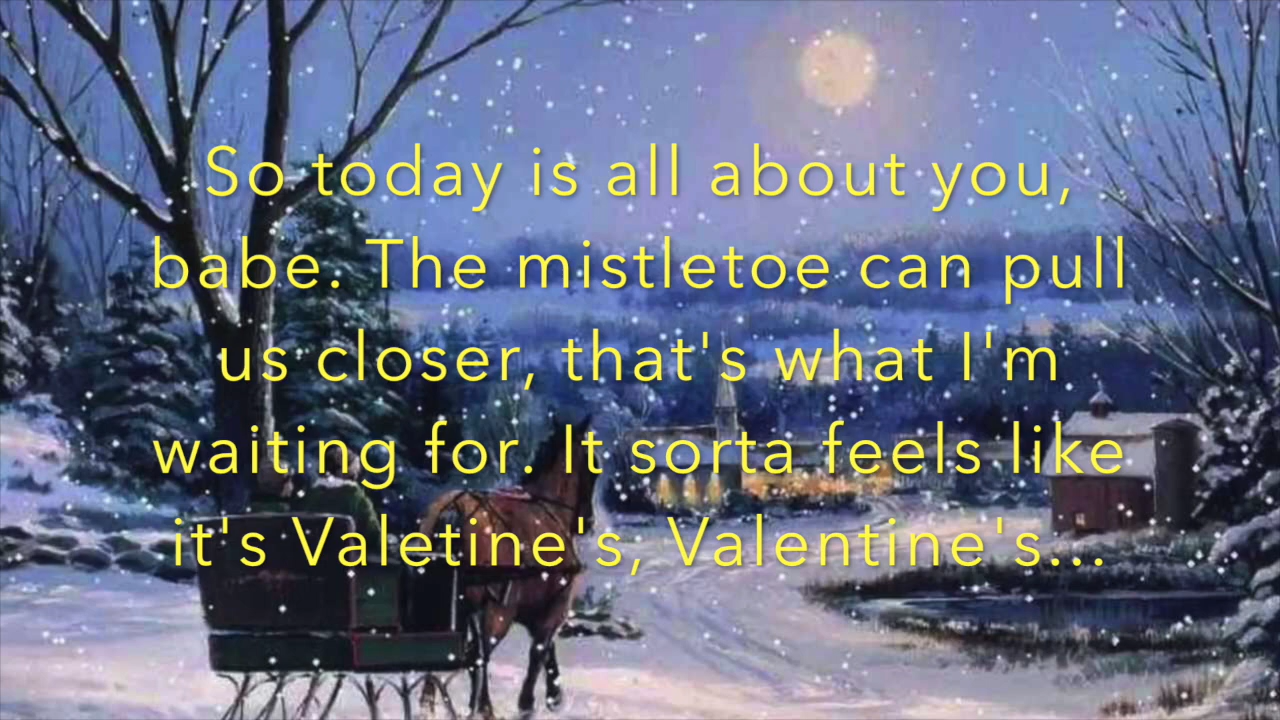 So today is all about you,
babe. The mistletoe can pull
us closer, that's what I'm
waiting for. It sorta feels like
it's Valetine's, Valentine's...